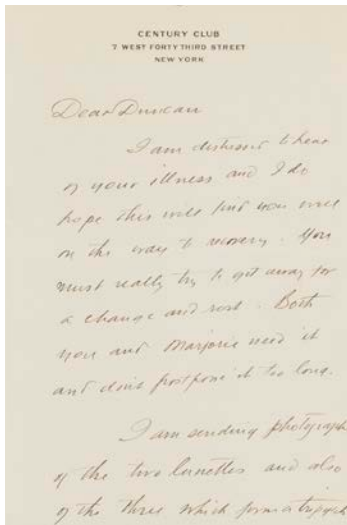 CENTURY CLUB
7 WEST FORTY THIRD STREET
NEW YORK
Dear Duncan
I am distressed to hear
of your illness and I do
hope this will find you well
on the way to recovery. You
must really try to get away for
a change and rest. Both
you and Marjorie need it
and don't postpone it too long.
I am sending photograph
of the two lunettes and also
of the three which form a triptych